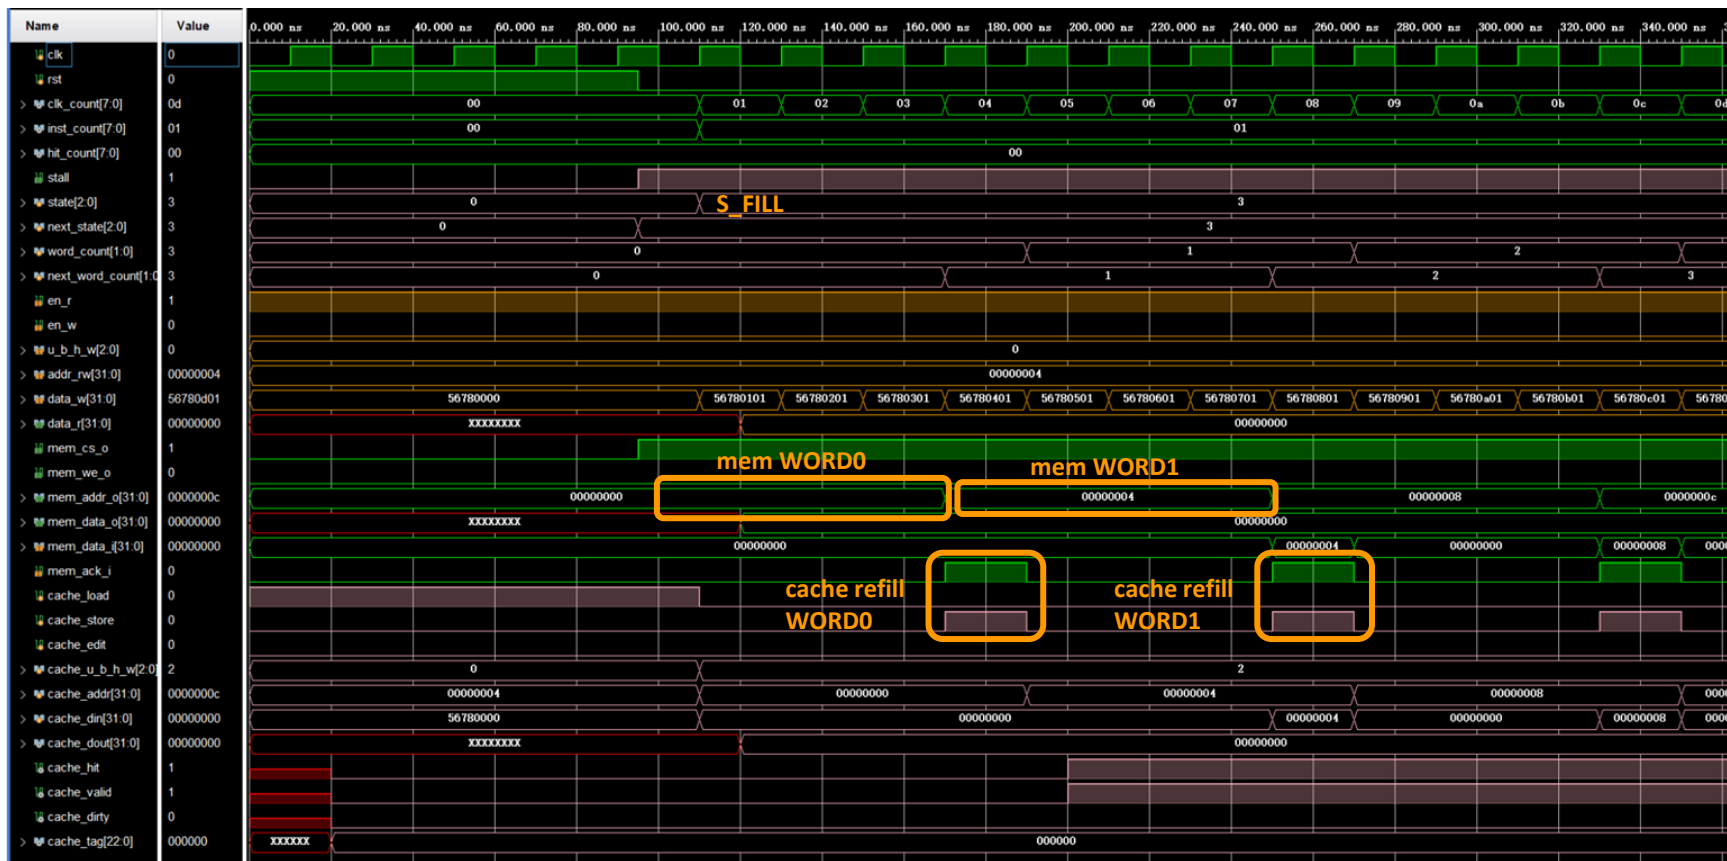 Name Value 0.000 ns 20.000 ns 40.000 ns 60.000 ns 80.000 ns 100.000 ns 120.000 ns 140.000 ns 160.000 ns 180.000 ns 200.000 ns 220.000 ns 240.000 ns 260.000 ns 280.000 ns 300.000 ns 320.000 ns 340.000 ns
clk 0
rst 0
clk_count[7:0] 0d 00 01 02 03 04 05 06 07 08 09 0a 0b 0c 0d
inst_count[7:0] 01 00 01
hit_count[7:0] 00 00
stall 1
state[2:0] 3 0 S_FILL 3
next_state[2:0] 3 0 3
word_count[1:0] 3 0 1 2
next_word_count[1:0 3 0 1 2 3
en_r 1
en_w 0
u_b_h_w[2:0] 0 0
addr_rw[31:0] 00000004 00000004
data_w[31:0] 56780d01 56780000 56780101 56780201 56780301 56780401 56780501 56780601 56780701 56780801 56780901 56780a01 56780b01 56780c01 56780
data_r[31:0] 00000000 XXXXXXXX 00000000
mem_cs_o 1
mem WORD0 mem WORD1
mem_we_o 0
mem_addr_o[31:0] 0000000c 00000000 00000004 00000008 0000000c
mem_data_o[31:0] 00000000 XXXXXXXX 00000000
mem_data_i[31:0] 00000000 00000000 00000004 00000000 00000008 000
mem_ack_i 0
cache refill cache refill
cache_load 0
cache_store 0 WORD0 WORD1
cache_edit 0
cache_u_b_h_w[2:0] 2 0 2
cache_addr[31:0] 0000000c 00000004 00000000 00000004 00000008 000
cache_din[31:0] 00000000 56780000 00000000 00000004 00000000 00000008 000
cache_dout[31:0] 00000000 XXXXXXXX 00000000
cache_hit 1
cache_valid 1
cache_dirty 0
cache_tag[22:0] 000000 XXXXXX 000000